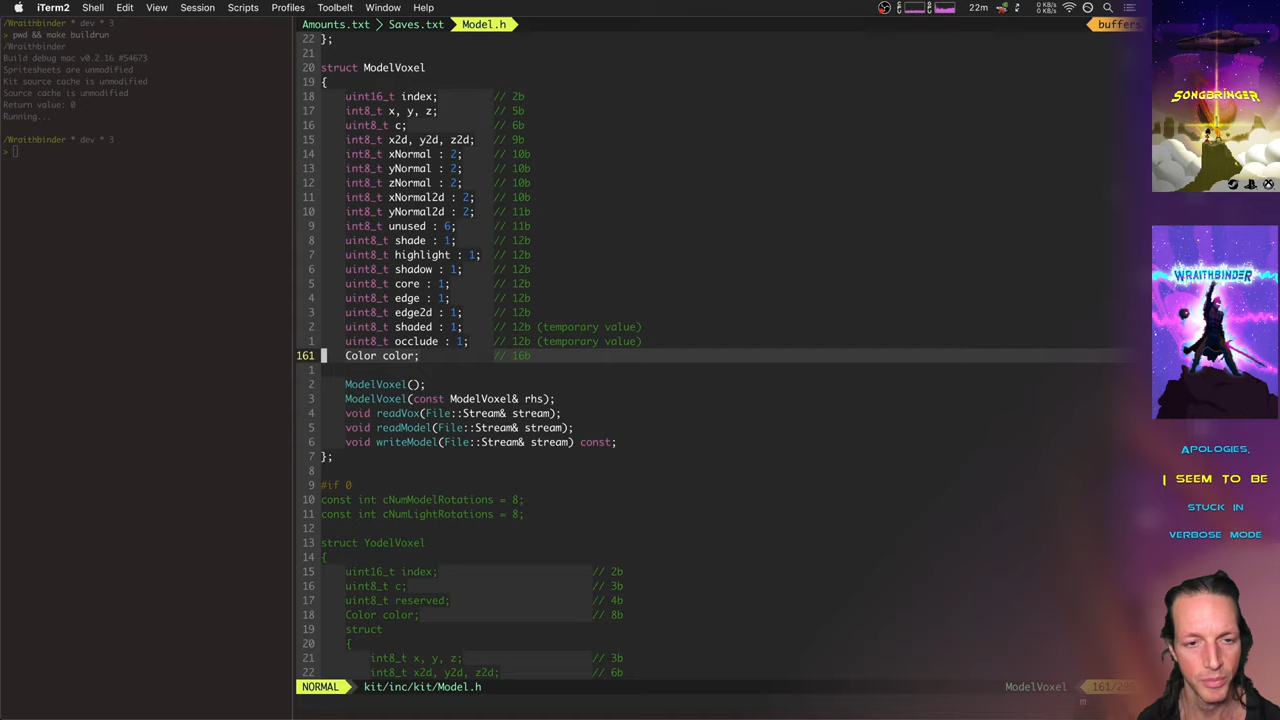 iTerm2 Shell Edit View Session Scripts Profiles Toolbelt Window Help 22m 0 KB/s 0 KB/s
/Wraithbinder * dev * 3
> pwd && make buildrun
/Wraithbinder
Build debug mac v0.2.16 #54673
Spritesheets are unmodified
Kit source cache is unmodified
Source cache is unmodified
Return value: 0
Running...
/Wraithbinder * dev * 3
>
Amounts.txt > Saves.txt Model.h buffers
22 };
21
20 struct ModelVoxel
19 {
18 uint16_t index; // 2b
17 int8_t x, y, z; // 5b
16 uint8_t c; // 6b
15 int8_t x2d, y2d, z2d; // 9b
14 int8_t xNormal : 2; // 10b
13 int8_t yNormal : 2; // 10b
12 int8_t zNormal : 2; // 10b
11 int8_t xNormal2d : 2; // 10b
10 int8_t yNormal2d : 2; // 11b
9 int8_t unused : 6; // 11b
8 uint8_t shade : 1; // 12b
7 uint8_t highlight : 1; // 12b
6 uint8_t shadow : 1; // 12b
5 uint8_t core : 1; // 12b
4 uint8_t edge : 1; // 12b
3 uint8_t edge2d : 1; // 12b
2 uint8_t shaded : 1; // 12b (temporary value)
1 uint8_t occlude : 1; // 12b (temporary value)
161 Color color; // 16b
1
2 ModelVoxel();
3 ModelVoxel(const ModelVoxel& rhs);
4 void readVox(File::Stream& stream);
5 void readModel(File::Stream& stream);
6 void writeModel(File::Stream& stream) const;
7 };
8
9 #if 0
10 const int cNumModelRotations = 8;
11 const int cNumLightRotations = 8;
12
13 struct YodelVoxel
14 {
15 uint16_t index; // 2b
16 uint8_t c; // 3b
17 uint8_t reserved; // 4b
18 Color color; // 8b
19 struct
20 {
21 int8_t x, y, z; // 3b
22 int8_t x2d, y2d, z2d; // 6b
NORMAL kit/inc/kit/Model.h ModelVoxel
SONGBRINGER
WRAITHBINDER
APOLOGIES,
I SEEM TO BE
STUCK IN
VERBOSE MODE